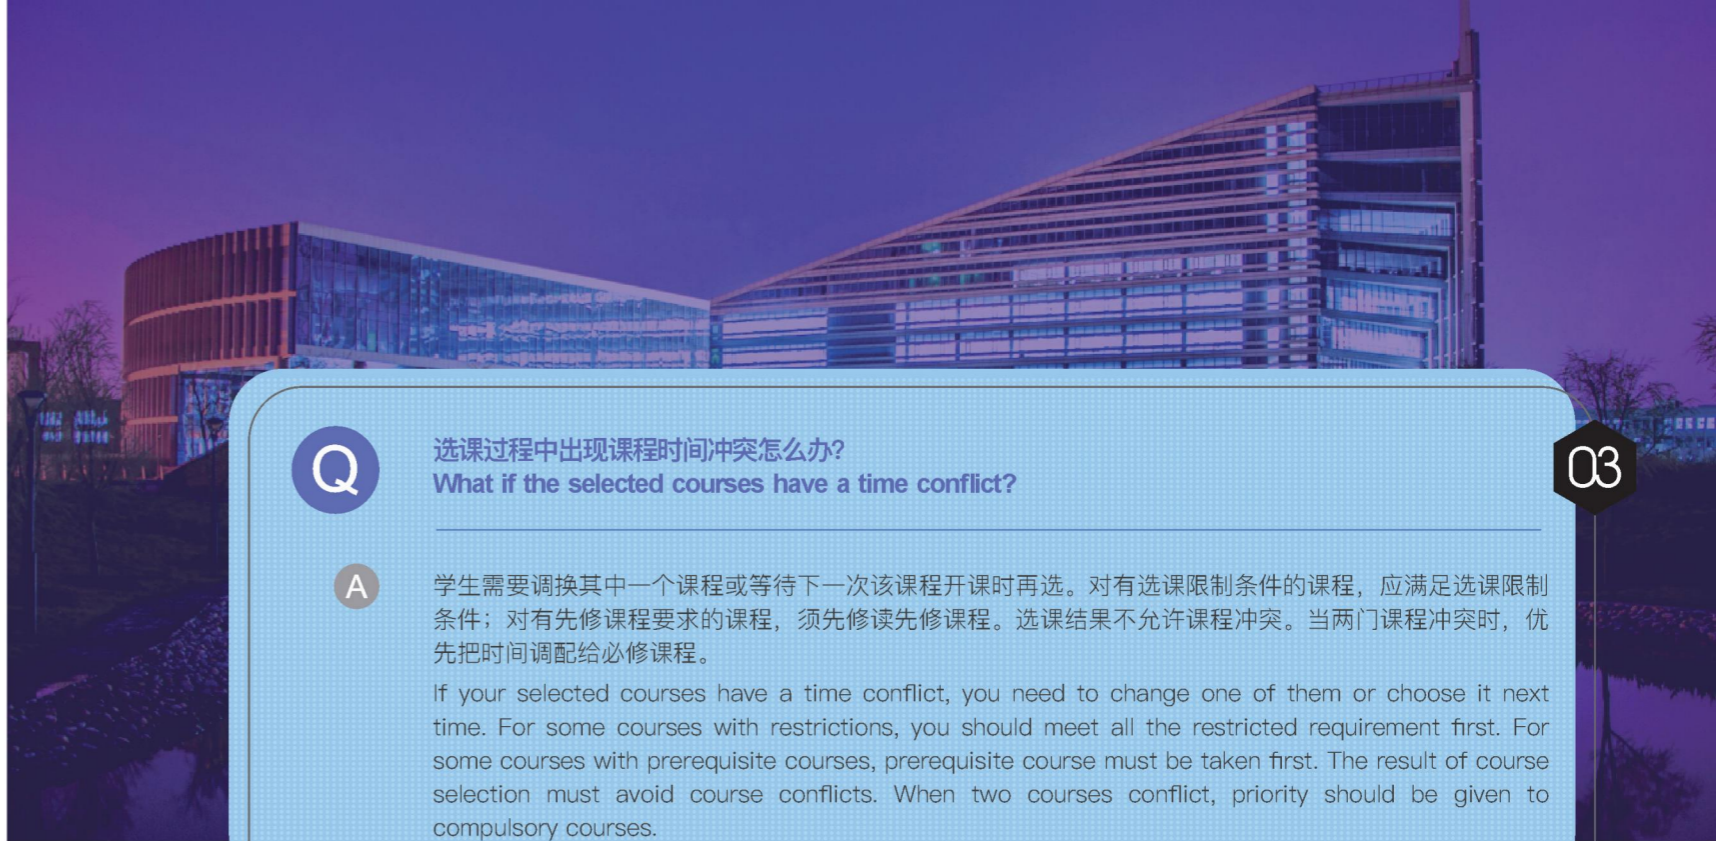 Q
选课过程中出现课程时间冲突怎么办?
What if the selected courses have a time conflict?
03
A
学生需要调换其中一个课程或等待下一次该课程开课时再选。对有选课限制条件的课程，应满足选课限制
条件；对有先修课程要求的课程，须先修读先修课程。选课结果不允许课程冲突。当两门课程冲突时，优
先把时间调配给必修课程。
If your selected courses have a time conflict, you need to change one of them or choose it next
time. For some courses with restrictions, you should meet all the restricted requirement first. For
some courses with prerequisite courses, prerequisite course must be taken first. The result of course
selection must avoid course conflicts. When two courses conflict, priority should be given to
compulsory courses.